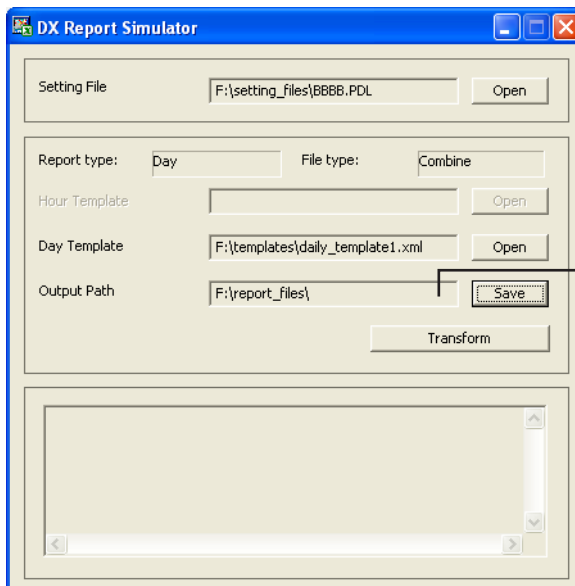 DX Report Simulator
Setting File F:\setting_files\BBBB.PDL Open
Report type: Day File type: Combine
Hour Template Open
Day Template F:\templates\daily_template1.xml Open
Output Path F:\report_files\ Save
Transform